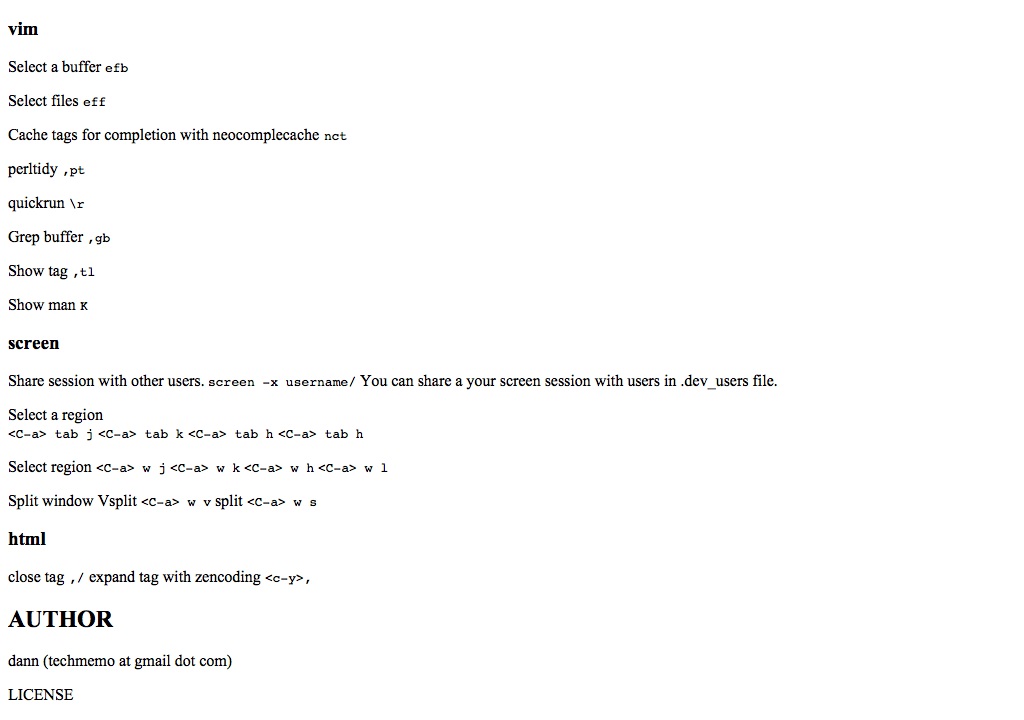 vim
Select a buffer efb
Select files eff
Cache tags for completion with neocomplecache nct
perltidy ,pt
quickrun \r
Grep buffer ,gb
Show tag ,tl
Show man K
screen
Share session with other users. screen -x username/ You can share a your screen session with users in .dev_users file.
Select a region
<C-a> tab j <C-a> tab k <C-a> tab h <C-a> tab h
Select region <C-a> w j <C-a> w k <C-a> w h <C-a> w l
Split window Vsplit <C-a> w v split <C-a> w s
html
close tag ,/ expand tag with zencoding <c-y>,
AUTHOR
dann (techmemo at gmail dot com)
LICENSE